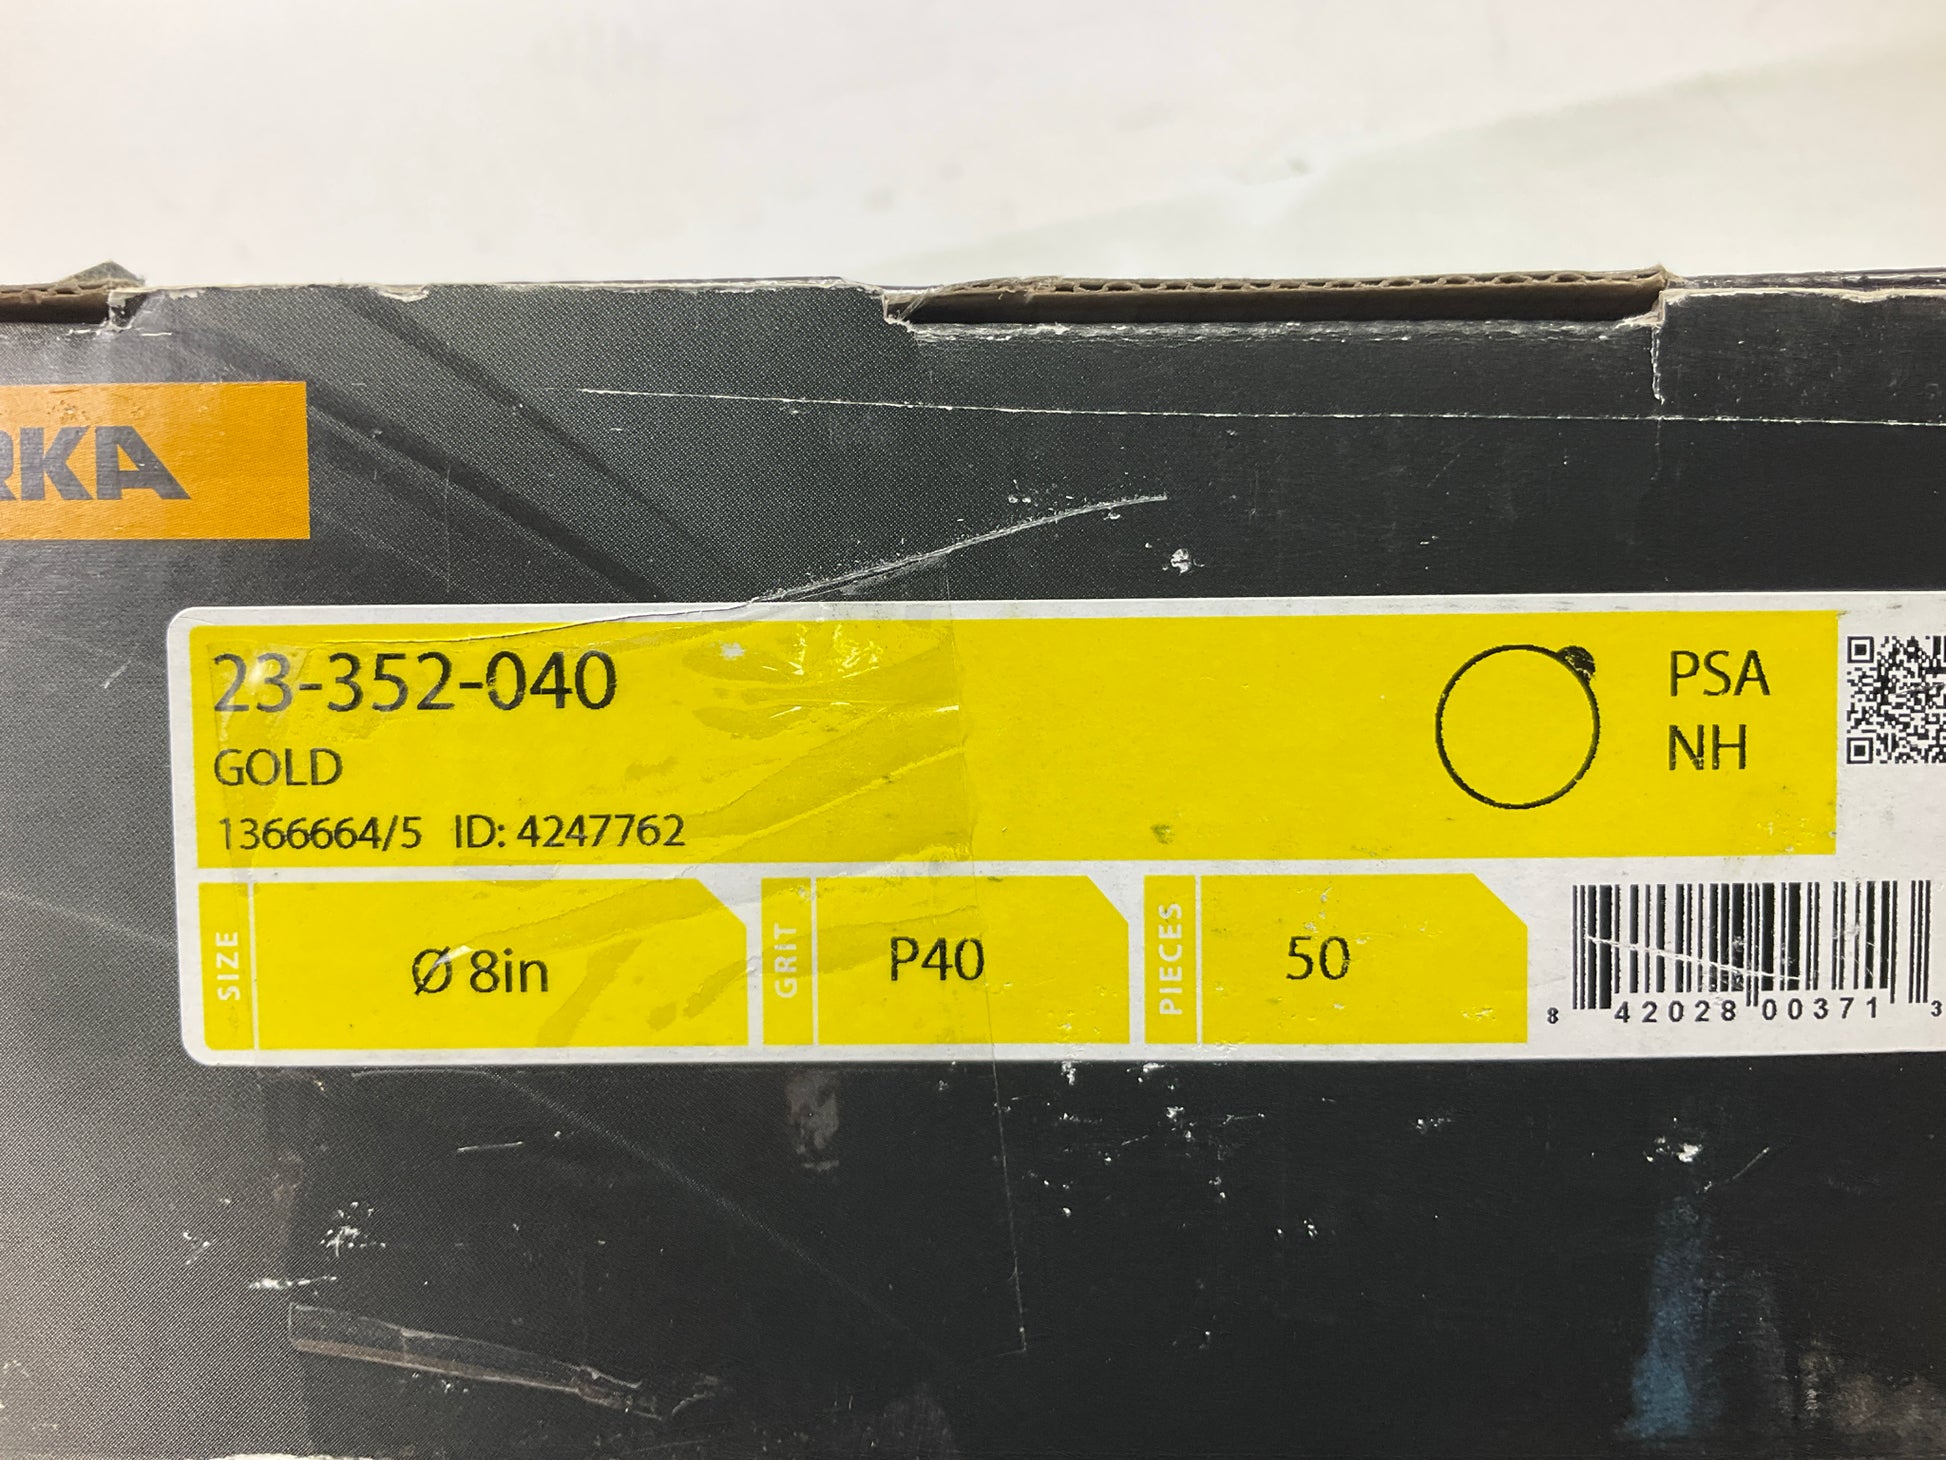 RKA
23-352-040
GOLD
1366664/5 ID: 4247762
PSA
NH
SIZE
Ø 8in
GRIT
P40
PIECES
50
8 42028 00371 3